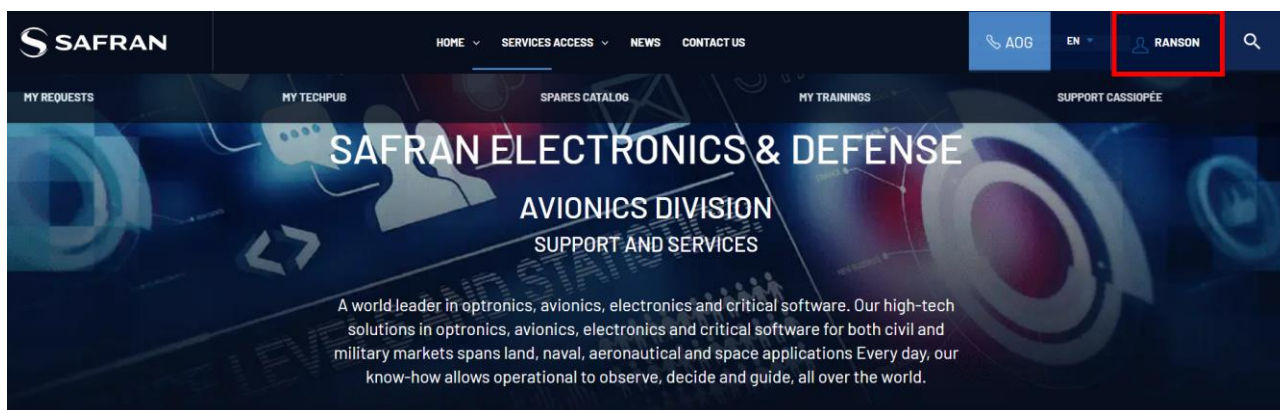 SAFRAN
HOME
SERVICES ACCESS
NEWS
CONTACT US
AOG
EN
RANSON
MY REQUESTS
MY TECHPUB
SPARES CATALOG
MY TRAININGS
SUPPORT CASSIOPÉE
SAFRAN ELECTRONICS & DEFENSE
AVIONICS DIVISION
SUPPORT AND SERVICES
A world leader in optronics, avionics, electronics and critical software. Our high-tech
solutions in optronics, avionics, electronics and critical software for both civil and
military markets spans land, naval, aeronautical and space applications Every day, our
know-how allows operational to observe, decide and guide, all over the world.